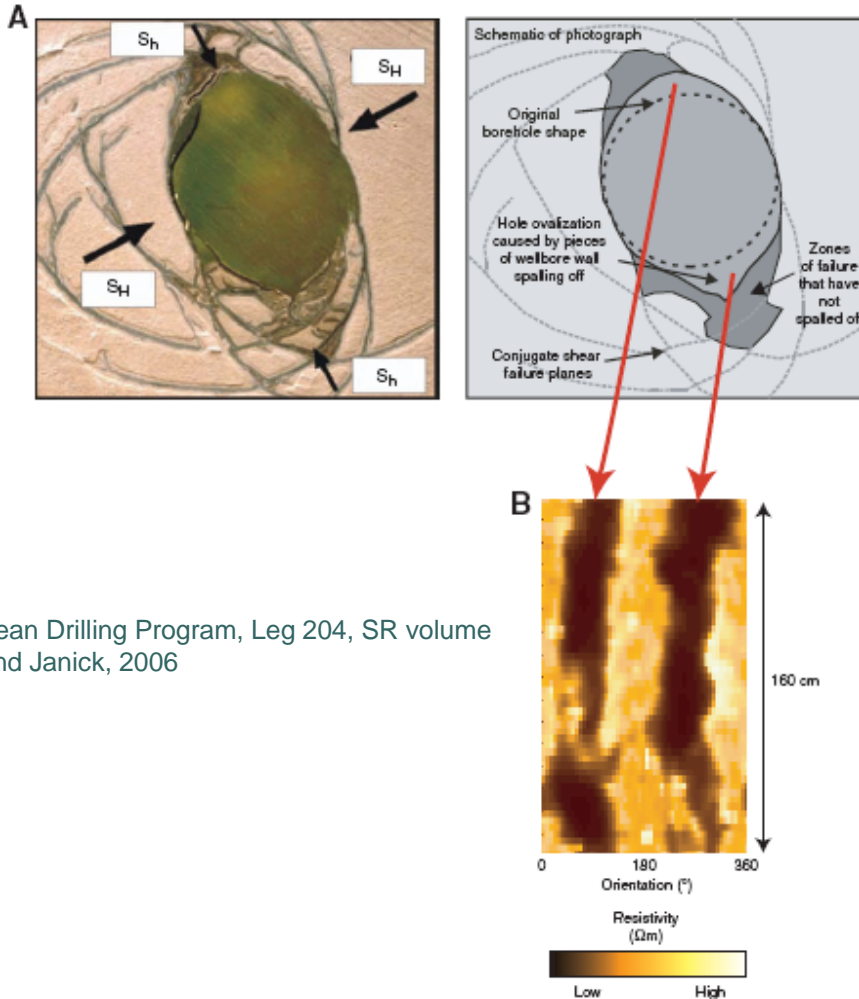 A
Sh
SH
SH
Sh
Schematic of photograph
Original
borehole shape
Hole ovalization
caused by pieces
of wellbore wall
spalling off
Zones
of failure
that have
not
spalled of
Conjugate shear
failure planes
B
ean Drilling Program, Leg 204, SR volume
nd Janick, 2006
160 cm
0 180 360
Orientation (°)
Resistivity
(Ωm)
Low High